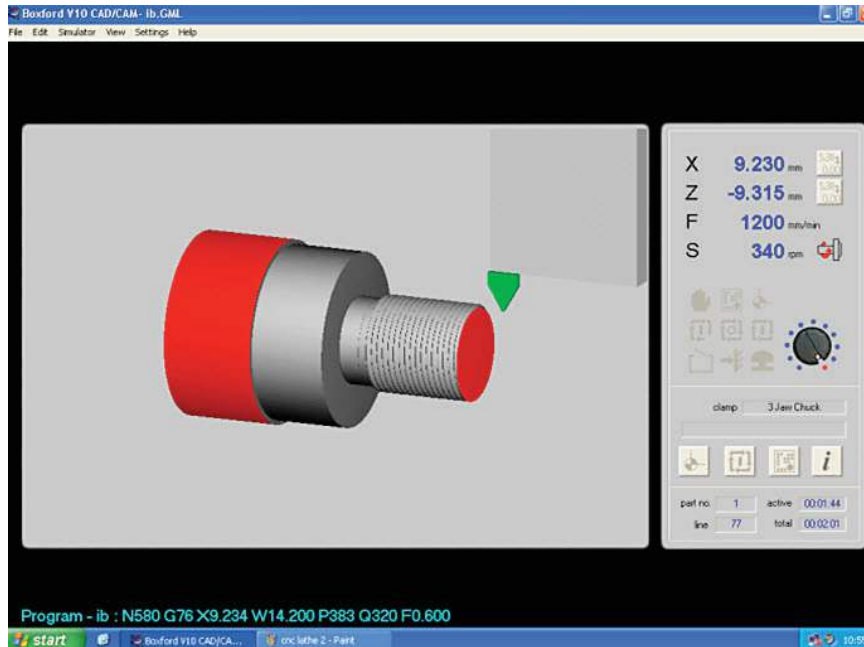 Boxford V10 CAD/CAM- ib.GML
File Edit Simulator View Settings Help
X 9.230 mm
Z -9.315 mm
F 1200 mm/min
S 340 rpm
clamp 3 Jaw Chuck
i
part no. 1 active 00:01:44
line 77 total 00:02:01
Program - ib : N580 G76 X9.234 W14.200 P383 Q320 F0.600
start Boxford V10 CAD/CA... cnc lathe 2 - Paint